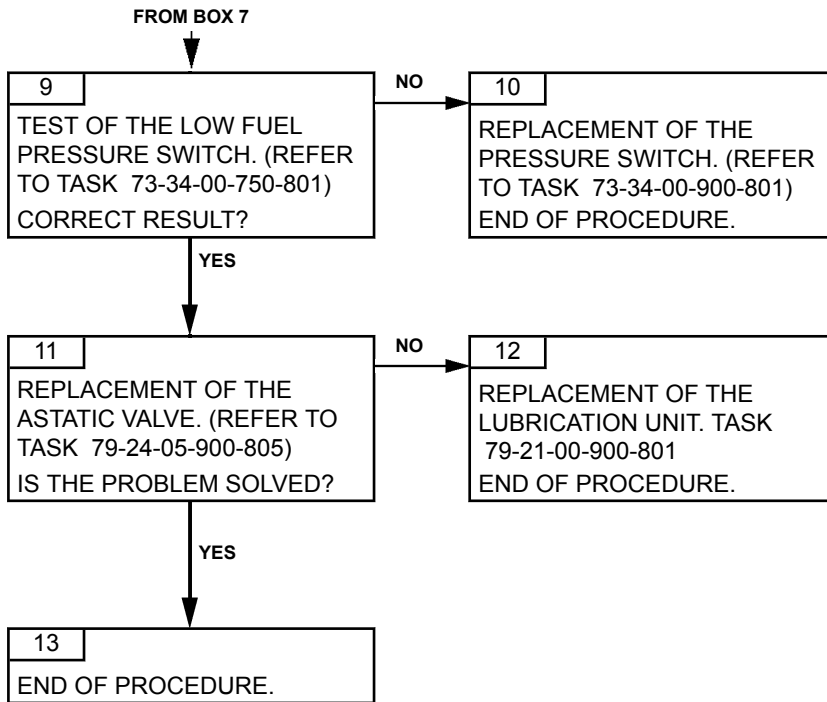 FROM BOX 7
9
TEST OF THE LOW FUEL
PRESSURE SWITCH. (REFER
TO TASK 73-34-00-750-801)
CORRECT RESULT?
NO
10
REPLACEMENT OF THE
PRESSURE SWITCH. (REFER
TO TASK 73-34-00-900-801)
END OF PROCEDURE.
YES
11
REPLACEMENT OF THE
ASTATIC VALVE. (REFER TO
TASK 79-24-05-900-805)
IS THE PROBLEM SOLVED?
NO
12
REPLACEMENT OF THE
LUBRICATION UNIT. TASK
79-21-00-900-801
END OF PROCEDURE.
YES
13
END OF PROCEDURE.